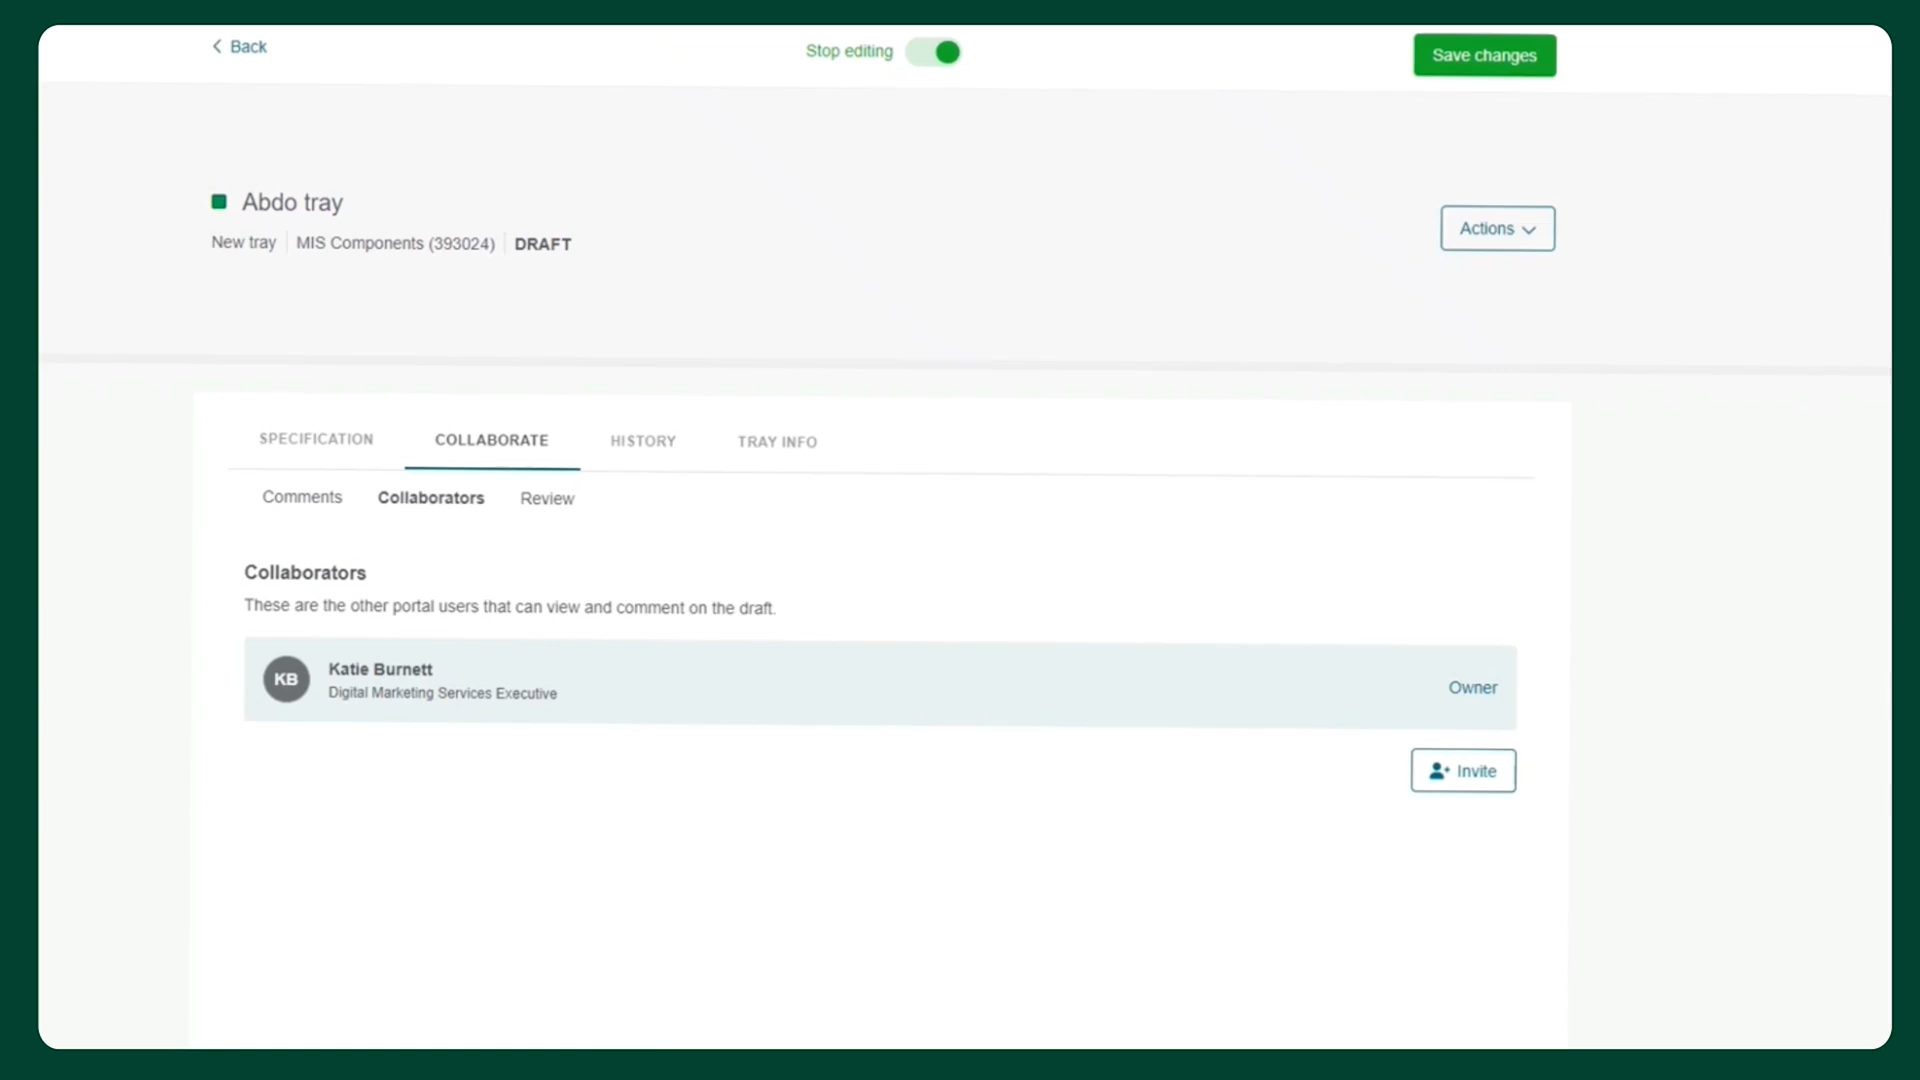 Back
Stop editing
Save changes
Abdo tray
New tray MIS Components (393024) DRAFT
Actions
SPECIFICATION COLLABORATE HISTORY TRAY INFO
Comments Collaborators Review
Collaborators
These are the other portal users that can view and comment on the draft.
KB
Katie Burnett
Digital Marketing Services Executive
Owner
Invite